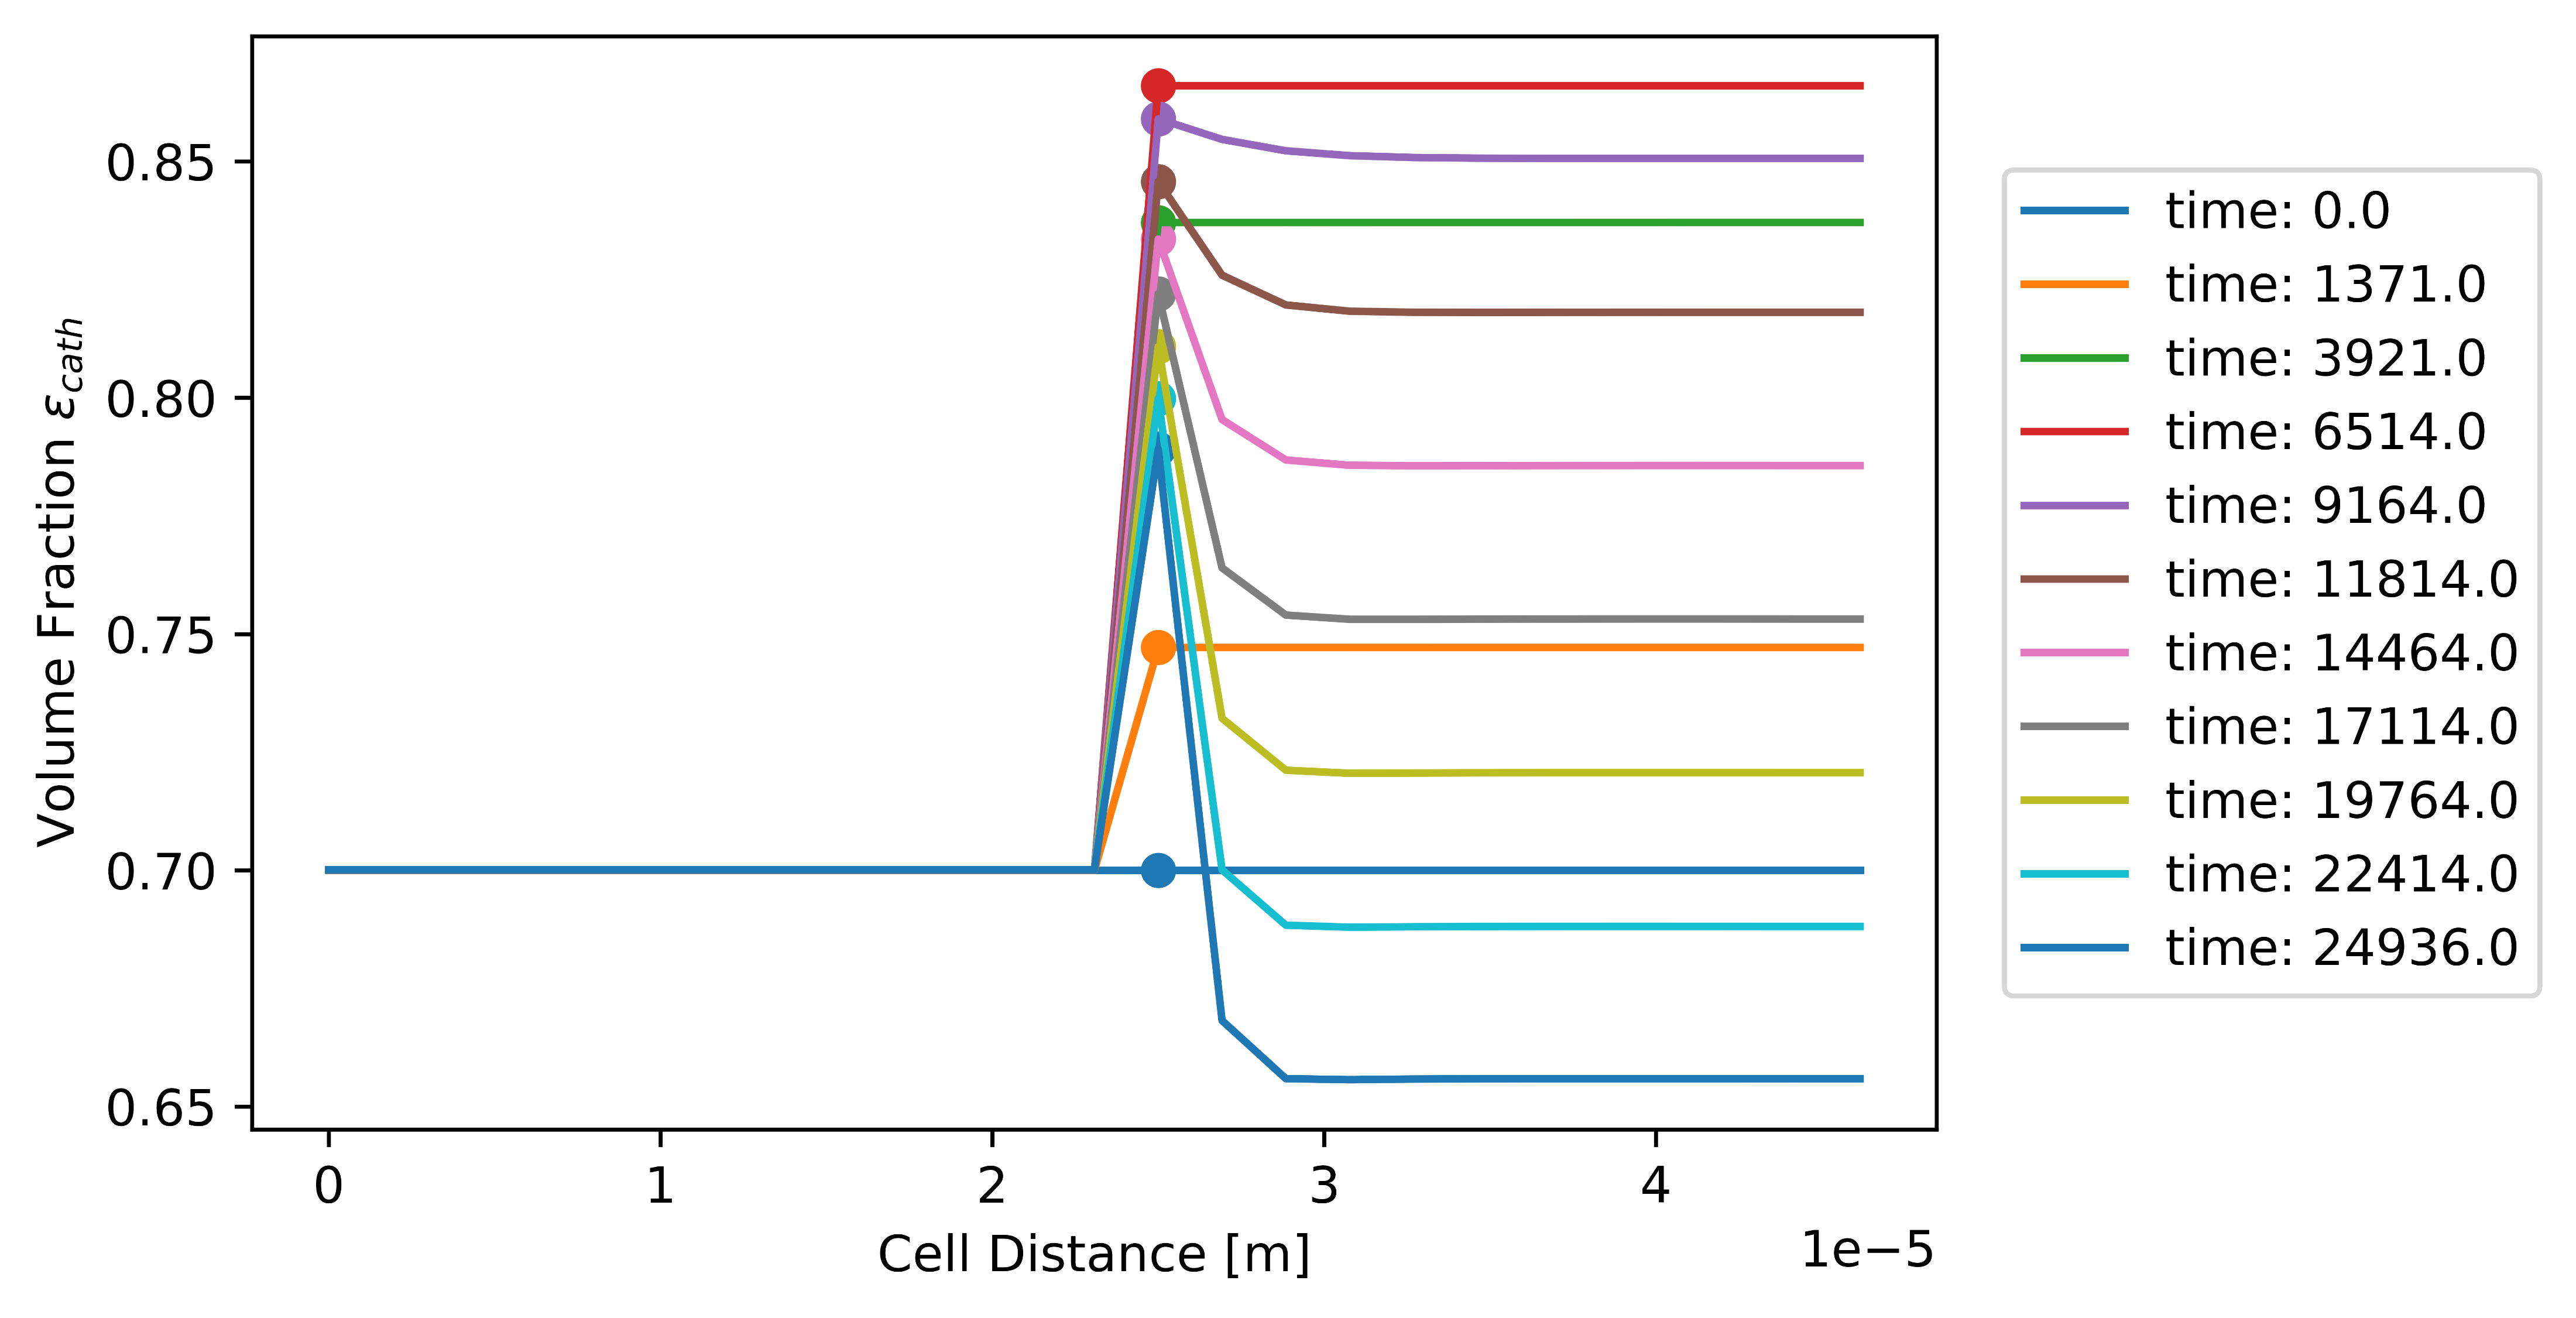 Volume Fraction ε_cath
0.85
0.80
0.75
0.70
0.65
0 1 2 3 4
Cell Distance [m]
1e−5
time: 0.0
time: 1371.0
time: 3921.0
time: 6514.0
time: 9164.0
time: 11814.0
time: 14464.0
time: 17114.0
time: 19764.0
time: 22414.0
time: 24936.0